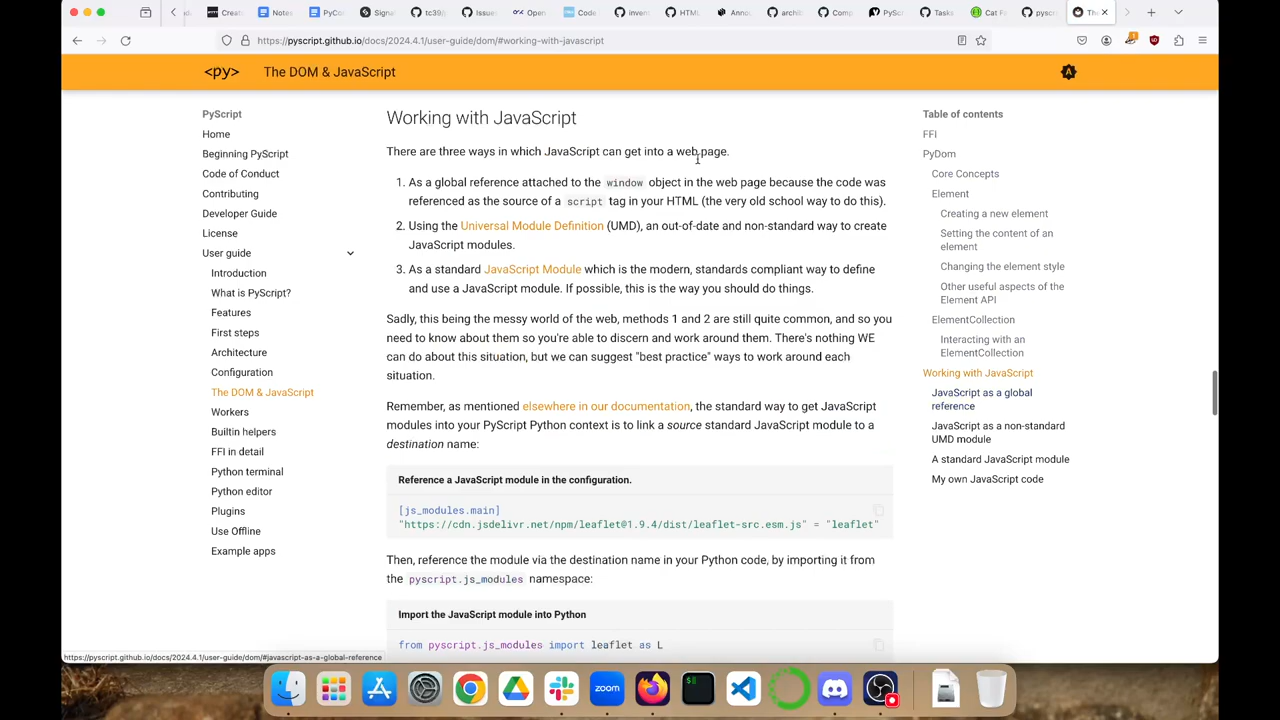 Create
Notes
PyCo
Signa
tc39/
Issues
Open
Code
inven
HTML
Annou
archi
Comp
PyScr
Tasks
Cat F
pyscr
The
https://pyscript.github.io/docs/2024.4.1/user-guide/dom/#working-with-javascript
<py>
The DOM & JavaScript
PyScript
Home
Beginning PyScript
Code of Conduct
Contributing
Developer Guide
License
User guide
Introduction
What is PyScript?
Features
First steps
Architecture
Configuration
The DOM & JavaScript
Workers
Builtin helpers
FFI in detail
Python terminal
Python editor
Plugins
Use Offline
Example apps
Working with JavaScript
There are three ways in which JavaScript can get into a web page.
1. As a global reference attached to the window object in the web page because the code was
referenced as the source of a script tag in your HTML (the very old school way to do this).
2. Using the Universal Module Definition (UMD), an out-of-date and non-standard way to create
JavaScript modules.
3. As a standard JavaScript Module which is the modern, standards compliant way to define
and use a JavaScript module. If possible, this is the way you should do things.
Sadly, this being the messy world of the web, methods 1 and 2 are still quite common, and so you
need to know about them so you're able to discern and work around them. There's nothing WE
can do about this situation, but we can suggest "best practice" ways to work around each
situation.
Remember, as mentioned elsewhere in our documentation, the standard way to get JavaScript
modules into your PyScript Python context is to link a source standard JavaScript module to a
destination name:
Reference a JavaScript module in the configuration.
[js_modules.main]
"https://cdn.jsdelivr.net/npm/leaflet@1.9.4/dist/leaflet-src.esm.js" = "leaflet"
Then, reference the module via the destination name in your Python code, by importing it from
the pyscript.js_modules namespace:
Import the JavaScript module into Python
from pyscript.js_modules import leaflet as L
Table of contents
FFI
PyDom
Core Concepts
Element
Creating a new element
Setting the content of an
element
Changing the element style
Other useful aspects of the
Element API
ElementCollection
Interacting with an
ElementCollection
Working with JavaScript
JavaScript as a global
reference
JavaScript as a non-standard
UMD module
A standard JavaScript module
My own JavaScript code
https://pyscript.github.io/docs/2024.4.1/user-guide/dom/#javascript-as-a-global-reference
zoom